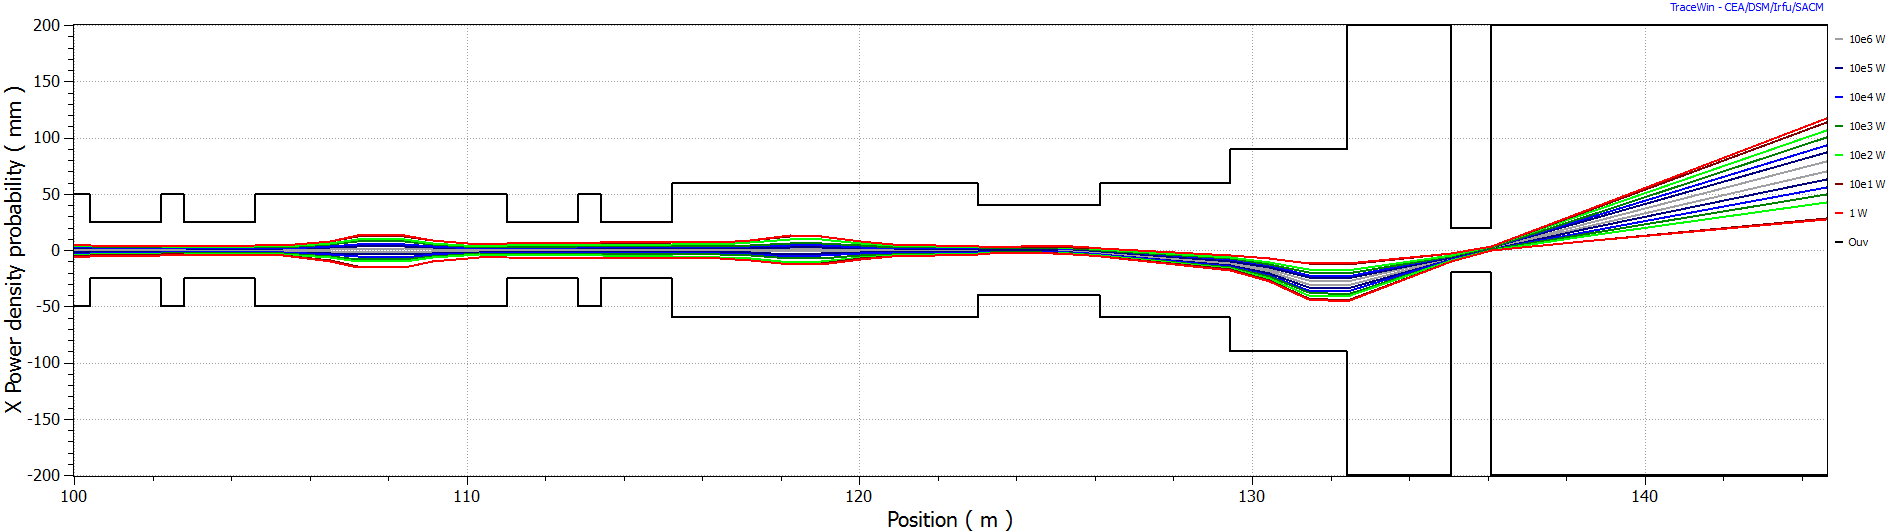 TraceWin - CEA/DSM/Irfu/SACM
X Power density probability ( mm )
200
150
100
50
0
-50
-100
-150
-200
100
110
120
130
140
Position ( m )
10e6 W
10e5 W
10e4 W
10e3 W
10e2 W
10e1 W
1 W
Ouv